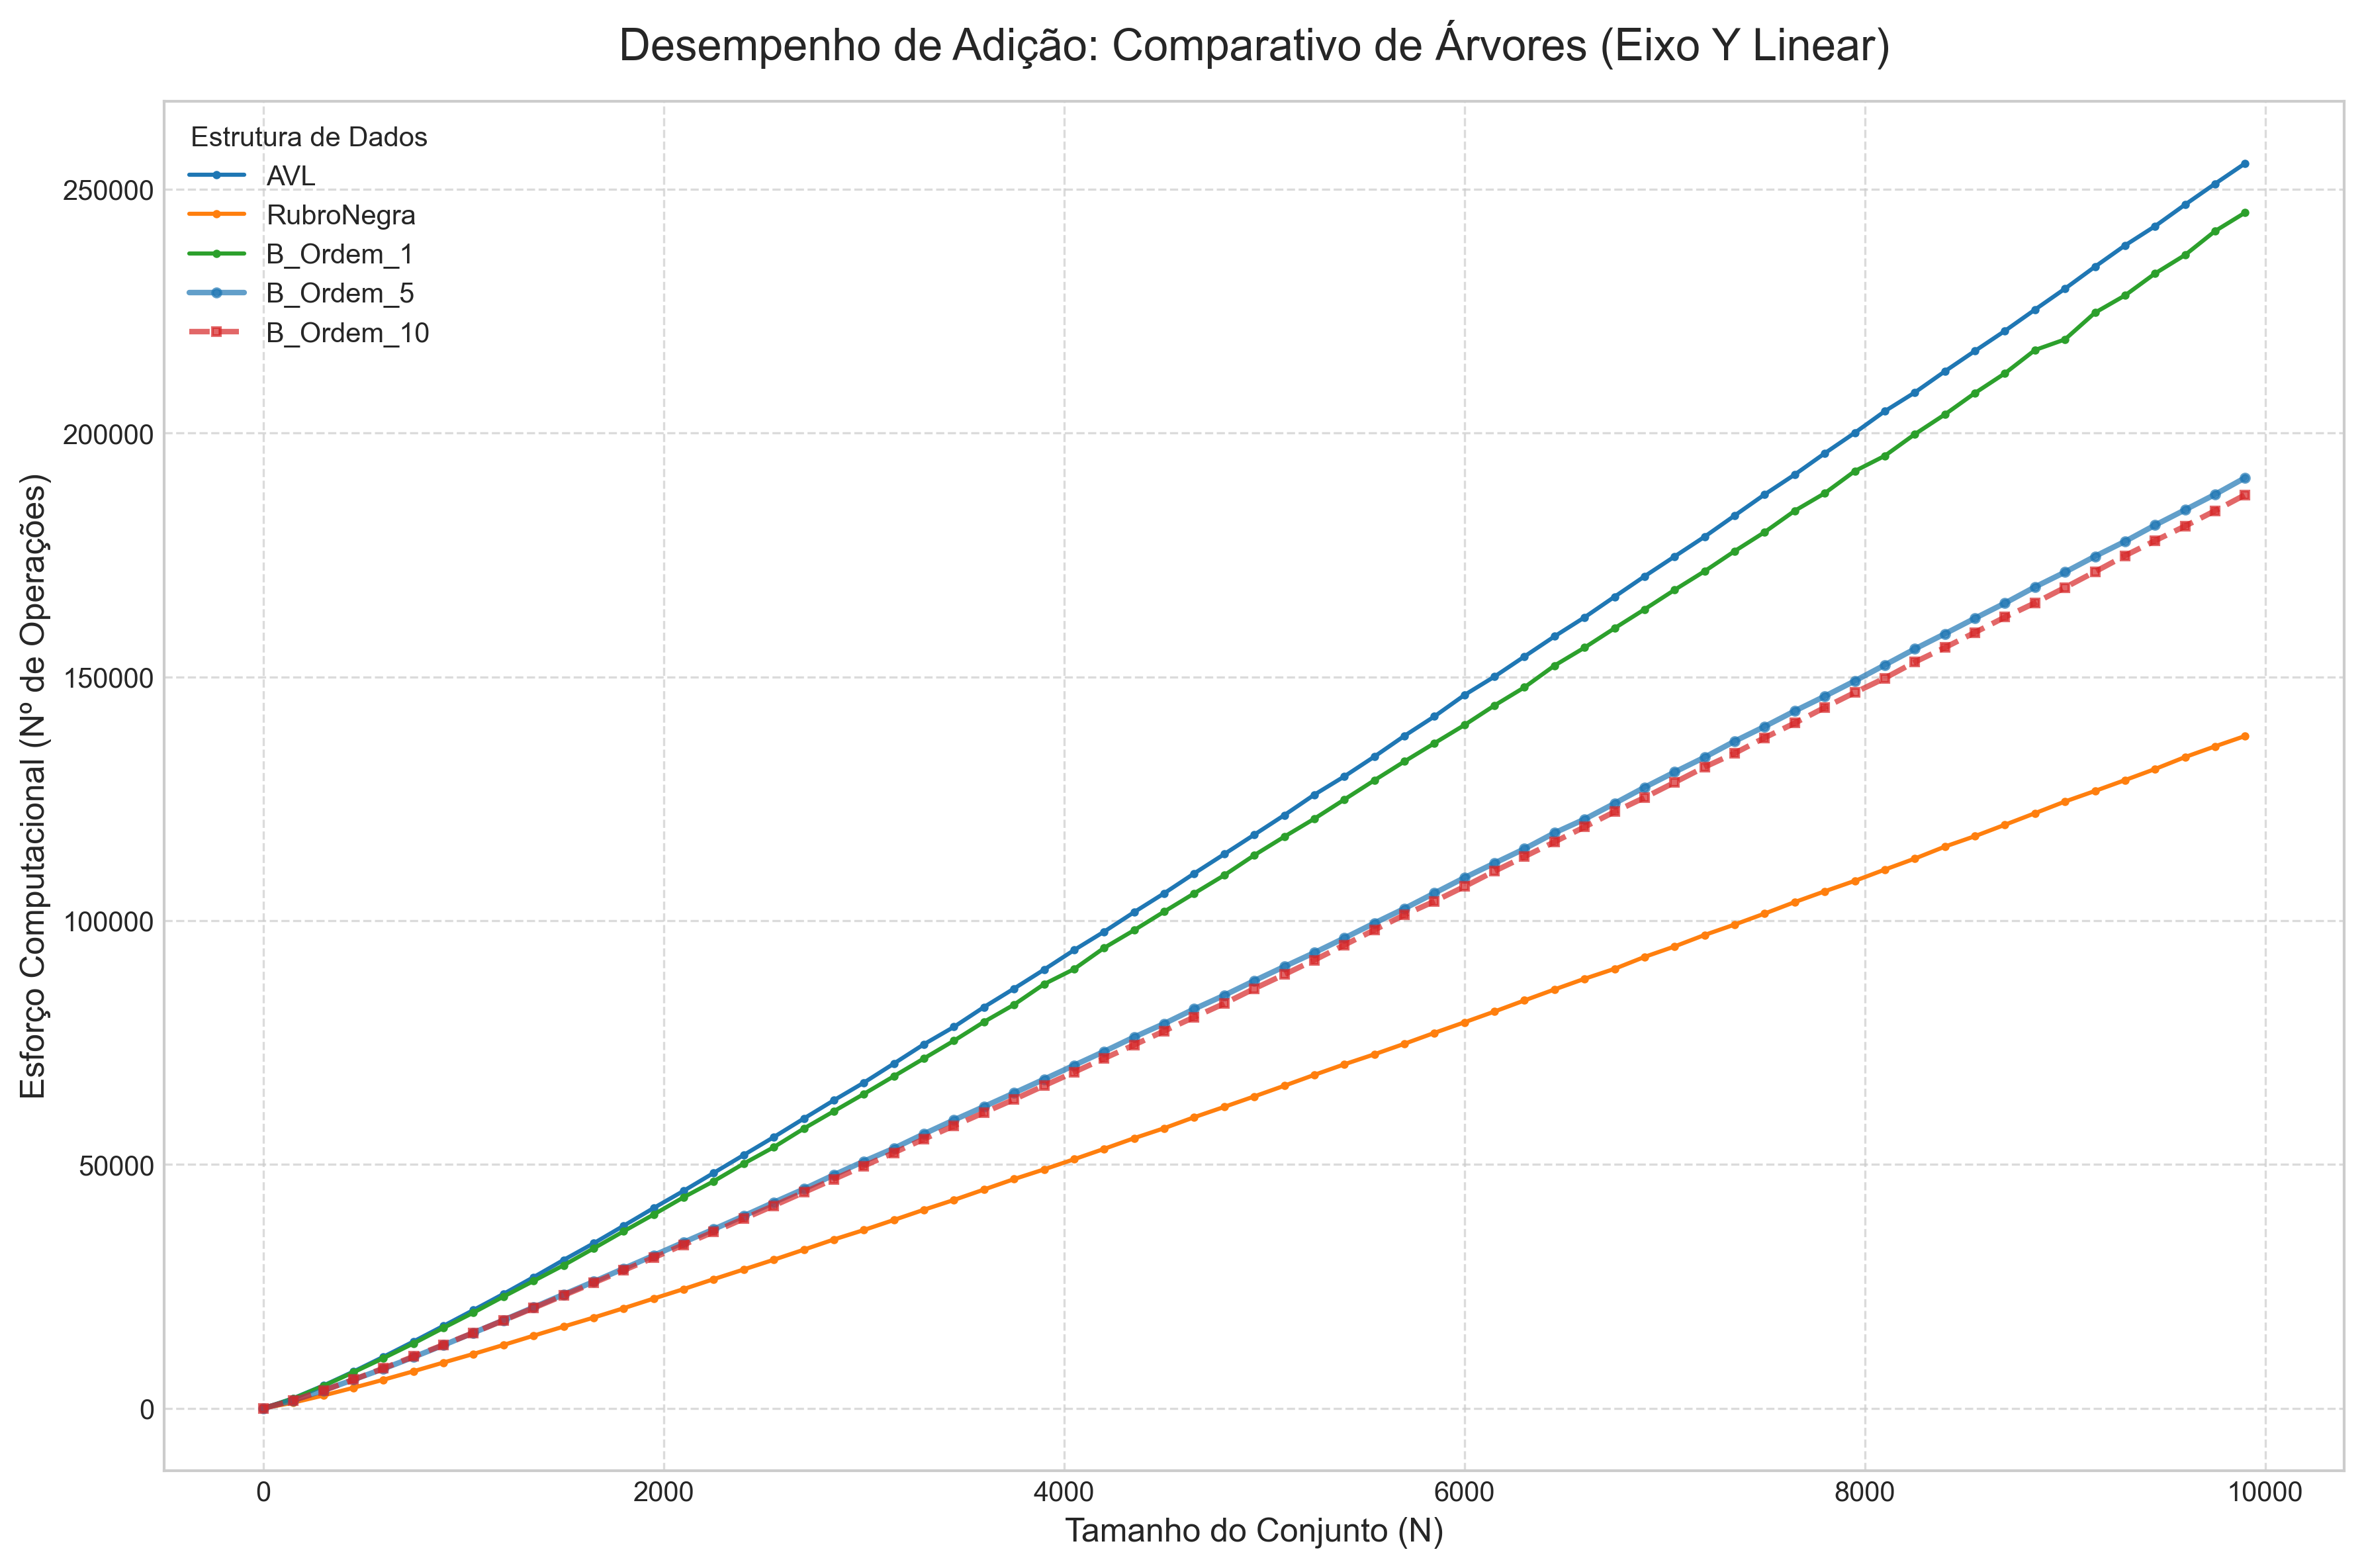 Desempenho de Adição: Comparativo de Árvores (Eixo Y Linear)
Estrutura de Dados
AVL
RubroNegra
B_Ordem_1
B_Ordem_5
B_Ordem_10
Esforço Computacional (Nº de Operações)
250000
200000
150000
100000
50000
0
0 2000 4000 6000 8000 10000
Tamanho do Conjunto (N)